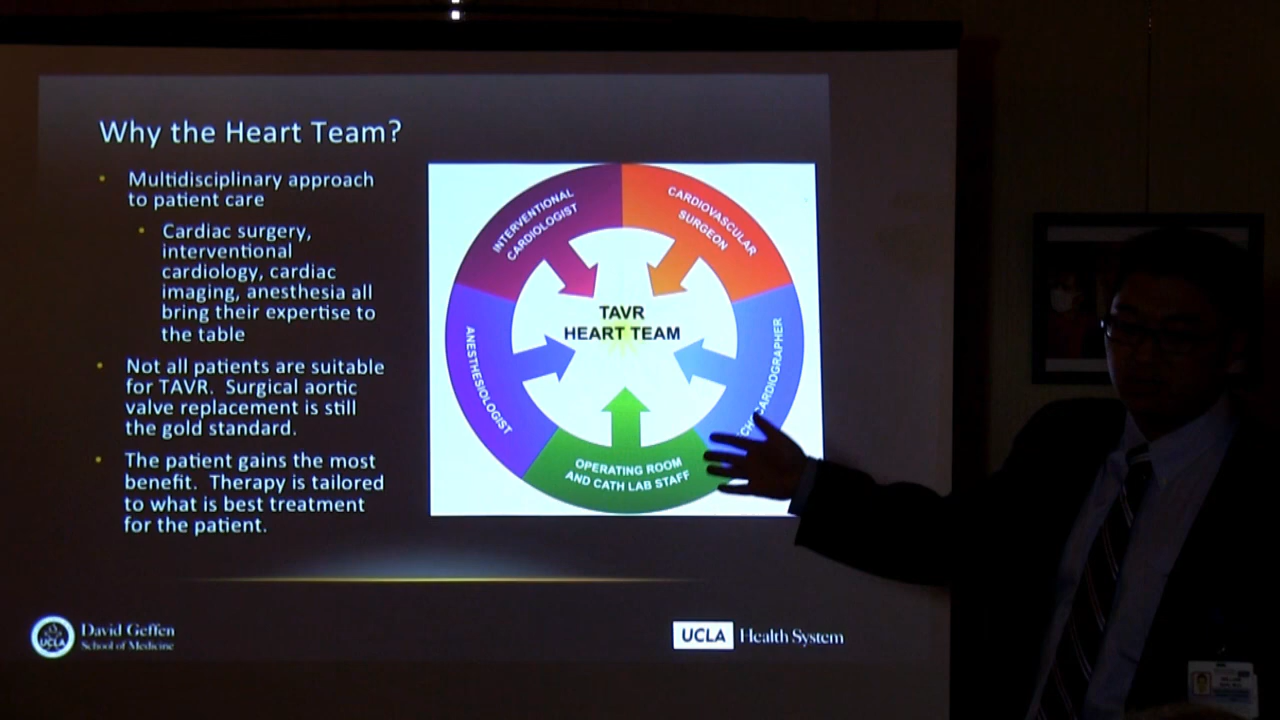 Why the Heart Team?
Multidisciplinary approach
to patient care
Cardiac surgery,
interventional
cardiology, cardiac
imaging, anesthesia all
bring their expertise to
the table
Not all patients are suitable
for TAVR. Surgical aortic
valve replacement is still
the gold standard.
The patient gains the most
benefit. Therapy is tailored
to what is best treatment
for the patient.
INTERVENTIONAL
CARDIOLOGIST
CARDIOVASCULAR
SURGEON
ANESTHESIOLOGIST
TAVR
HEART TEAM
CHOCARDIOGRAPHER
OPERATING ROOM
AND CATH LAB STAFF
UCLA
David Geffen
School of Medicine
UCLA Health System